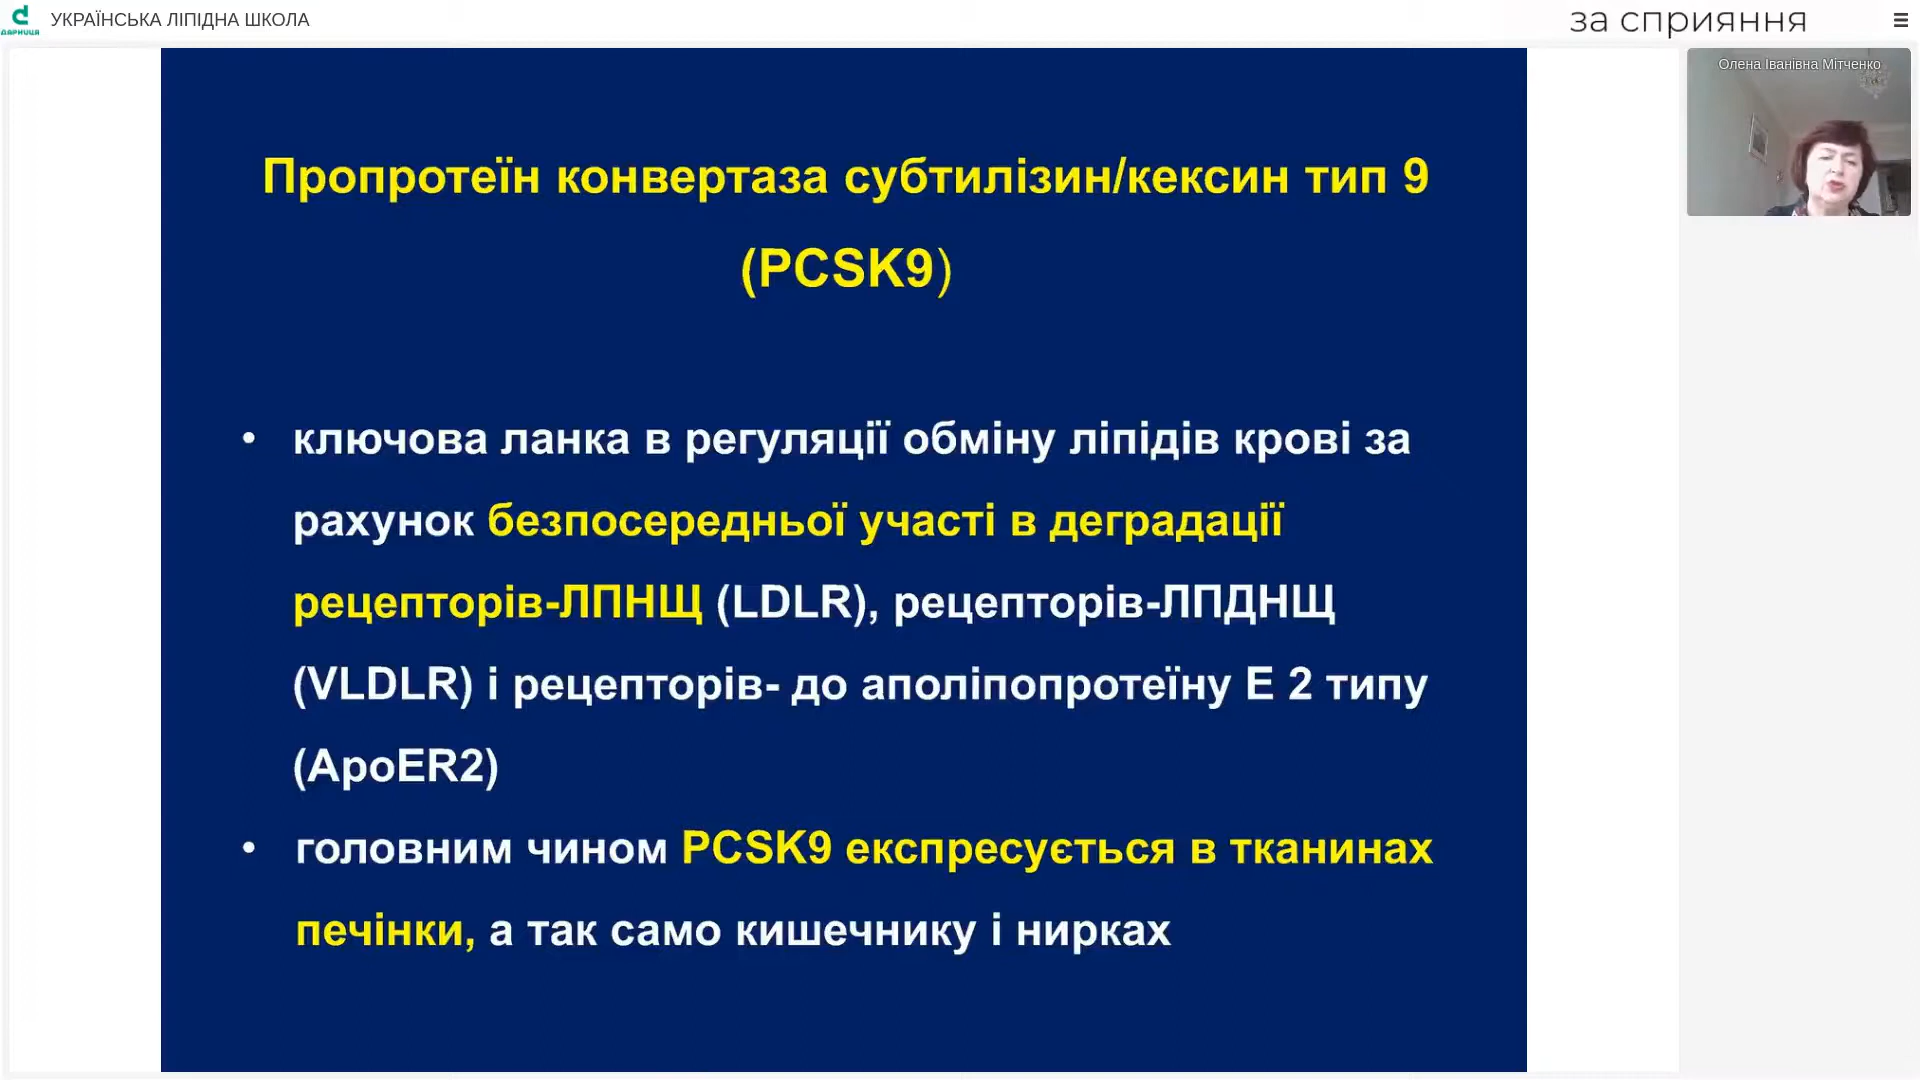 ДАРНИЦЯ
УКРАЇНСЬКА ЛІПІДНА ШКОЛА
за сприяння
Олена Іванівна Мітченко
Пропротеїн конвертаза субтилізин/кексин тип 9
(PCSK9)
• ключова ланка в регуляції обміну ліпідів крові за
рахунок безпосередньої участі в деградації
рецепторів-ЛПНЩ (LDLR), рецепторів-ЛПДНЩ
(VLDLR) і рецепторів- до аполіпопротеїну Е 2 типу
(ApoER2)
• головним чином PCSK9 експресується в тканинах
печінки, а так само кишечнику і нирках